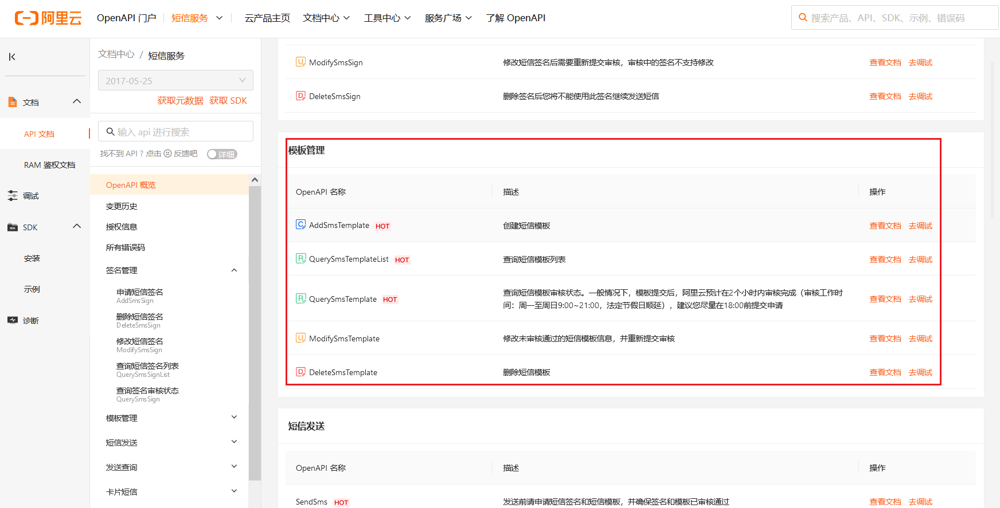 阿里云
OpenAPI 门户
短信服务
云产品主页
文档中心
工具中心
服务广场
了解 OpenAPI
搜索产品、API、SDK、示例、错误码
文档
API 文档
RAM 鉴权文档
调试
SDK
安装
示例
诊断
文档中心 / 短信服务
2017-05-25
获取元数据 获取 SDK
输入 api 进行搜索
找不到 API ? 点击 反馈吧 详细
OpenAPI 概览
变更历史
授权信息
所有错误码
签名管理
申请短信签名
AddSmsSign
删除短信签名
DeleteSmsSign
修改短信签名
ModifySmsSign
查询短信签名列表
QuerySmsSignList
查询签名审核状态
QuerySmsSign
模板管理
短信发送
发送查询
卡片短信
U ModifySmsSign 修改短信签名后需要重新提交审核，审核中的签名不支持修改 查看文档 去调试
D DeleteSmsSign 删除签名后您将不能使用此签名继续发送短信 查看文档 去调试
模板管理
OpenAPI 名称 描述 操作
C AddSmsTemplate HOT 创建短信模板 查看文档 去调试
R QuerySmsTemplateList HOT 查询短信模板列表 查看文档 去调试
R QuerySmsTemplate HOT 查询短信模板审核状态。一般情况下，模板提交后，阿里云预计在2个小时内审核完成（审核工作时
间：周一至周日9:00~21:00，法定节假日顺延），建议您尽量在18:00前提交申请 查看文档 去调试
U ModifySmsTemplate 修改未审核通过的短信模板信息，并重新提交审核 查看文档 去调试
D DeleteSmsTemplate 删除短信模板 查看文档 去调试
短信发送
OpenAPI 名称 描述 操作
SendSms HOT 发送前请申请短信签名和短信模板，并确保签名和模板已审核通过 查看文档 去调试